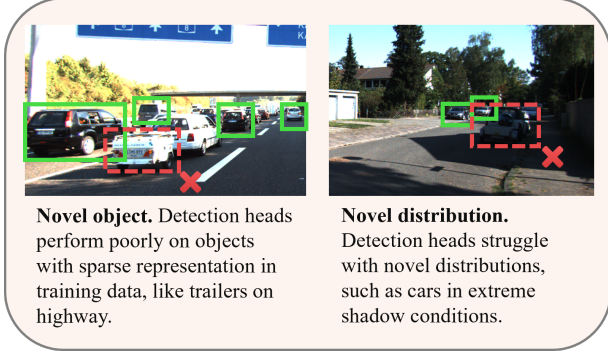 Novel object. Detection heads
perform poorly on objects
with sparse representation in
training data, like trailers on
highway.
Novel distribution.
Detection heads struggle
with novel distributions,
such as cars in extreme
shadow conditions.